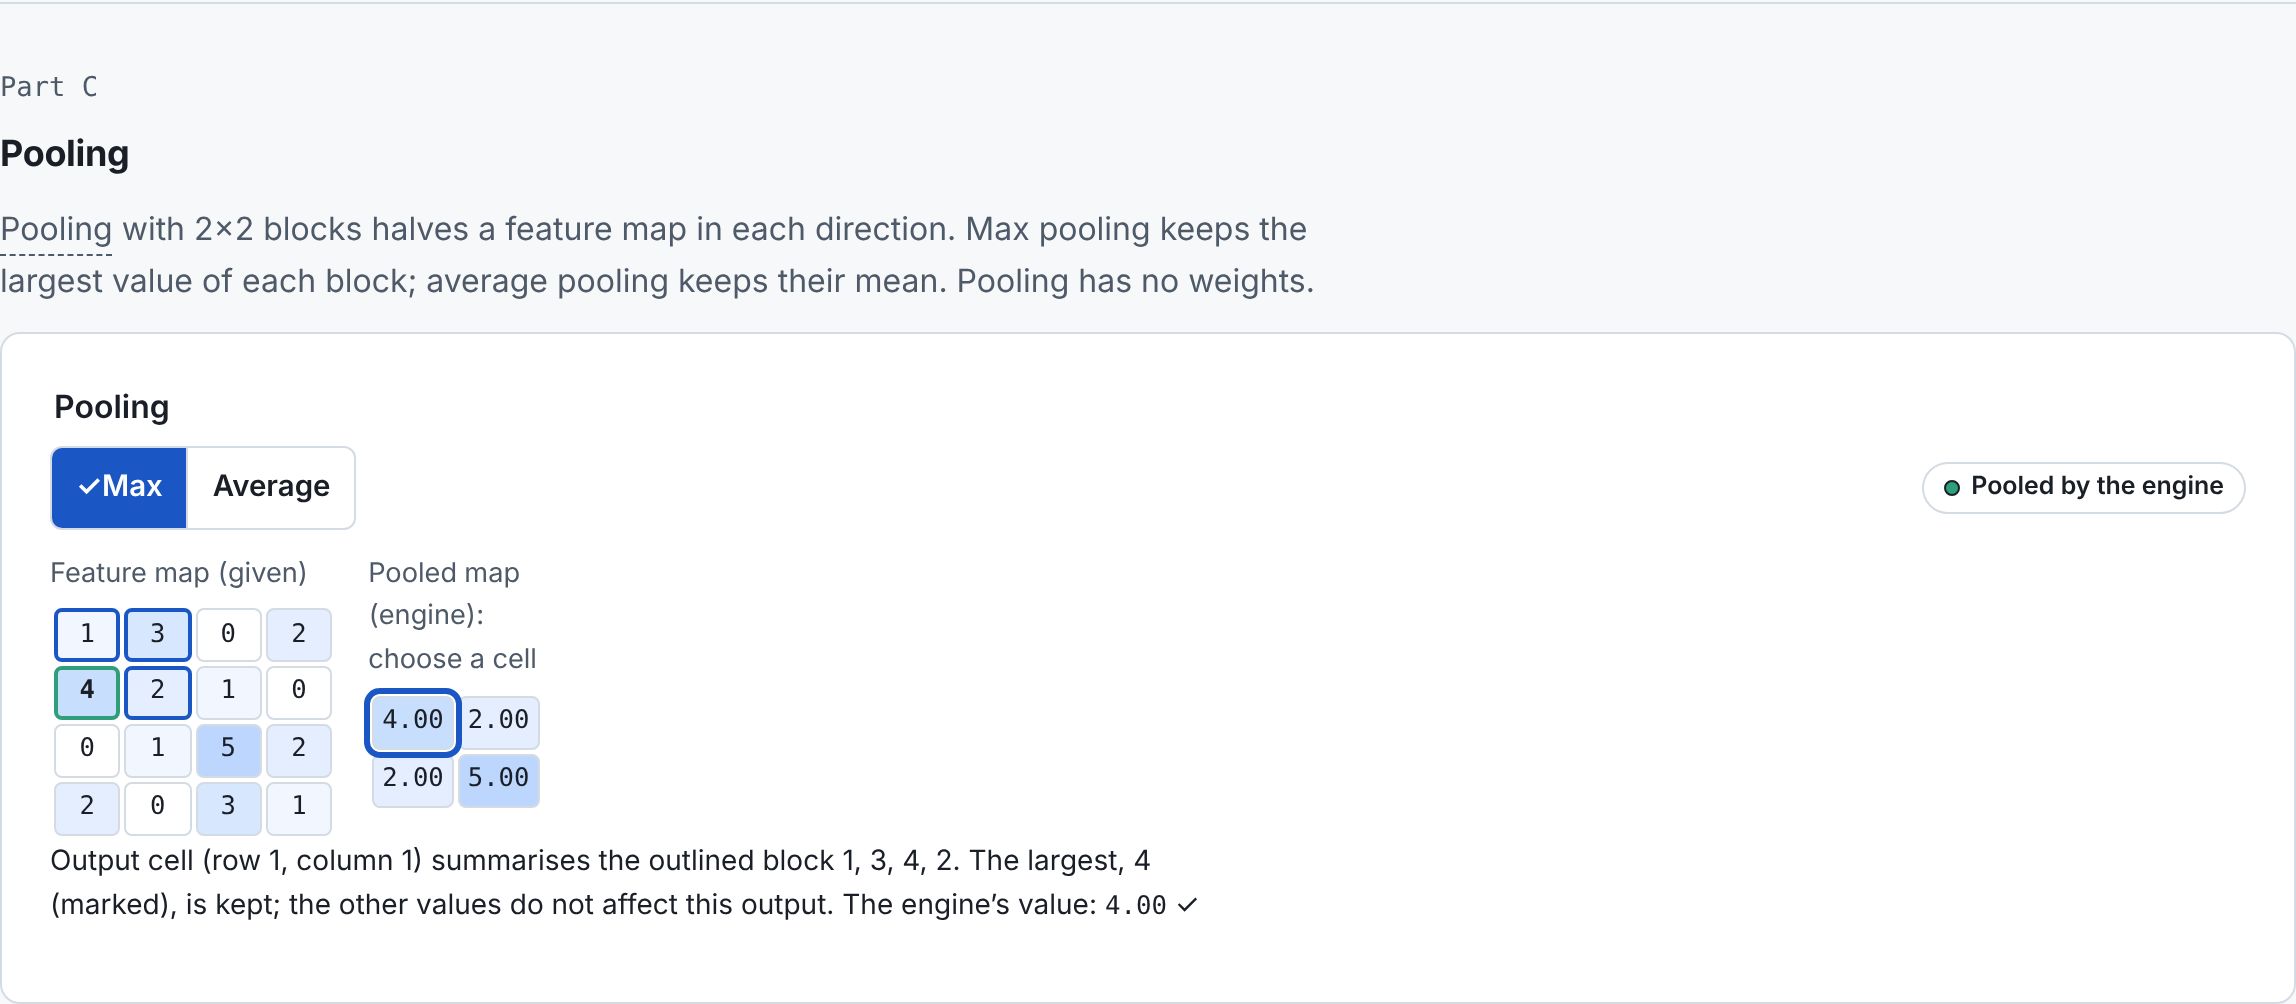 Part C
Pooling
Pooling with 2×2 blocks halves a feature map in each direction. Max pooling keeps the
largest value of each block; average pooling keeps their mean. Pooling has no weights.
Pooling
✓Max Average
Pooled by the engine
Feature map (given)
1 3 0 2
4 2 1 0
0 1 5 2
2 0 3 1
Pooled map
(engine):
choose a cell
4.00 2.00
2.00 5.00
Output cell (row 1, column 1) summarises the outlined block 1, 3, 4, 2. The largest, 4
(marked), is kept; the other values do not affect this output. The engine’s value: 4.00 ✓